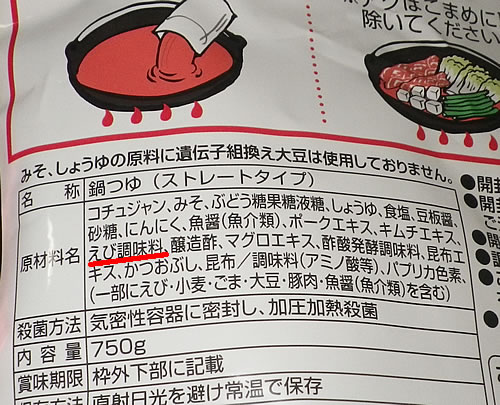 はこまめに
除いてください
みそ、しょうゆの原料に遺伝子組換え大豆は使用しておりません。
名 称 鍋つゆ(ストレートタイプ)
原材料名 コチュジャン、みそ、ぶどう糖果糖液糖、しょうゆ、食塩、豆板醤、
砂糖、にんにく、魚醤(魚介類)、ポークエキス、キムチエキス、
えび調味料、醸造酢、マグロエキス、酢酸発酵調味料、昆布エ
キス、かつおぶし、昆布/調味料(アミノ酸等)、パプリカ色素、
(一部にえび・小麦・ごま・大豆・豚肉・魚醤(魚介類)を含む)
殺菌方法 気密性容器に密封し、加圧加熱殺菌
内 容 量 750g
賞味期限 枠外下部に記載
保存方法 直射日光を避け常温で保存
●開封
●開封